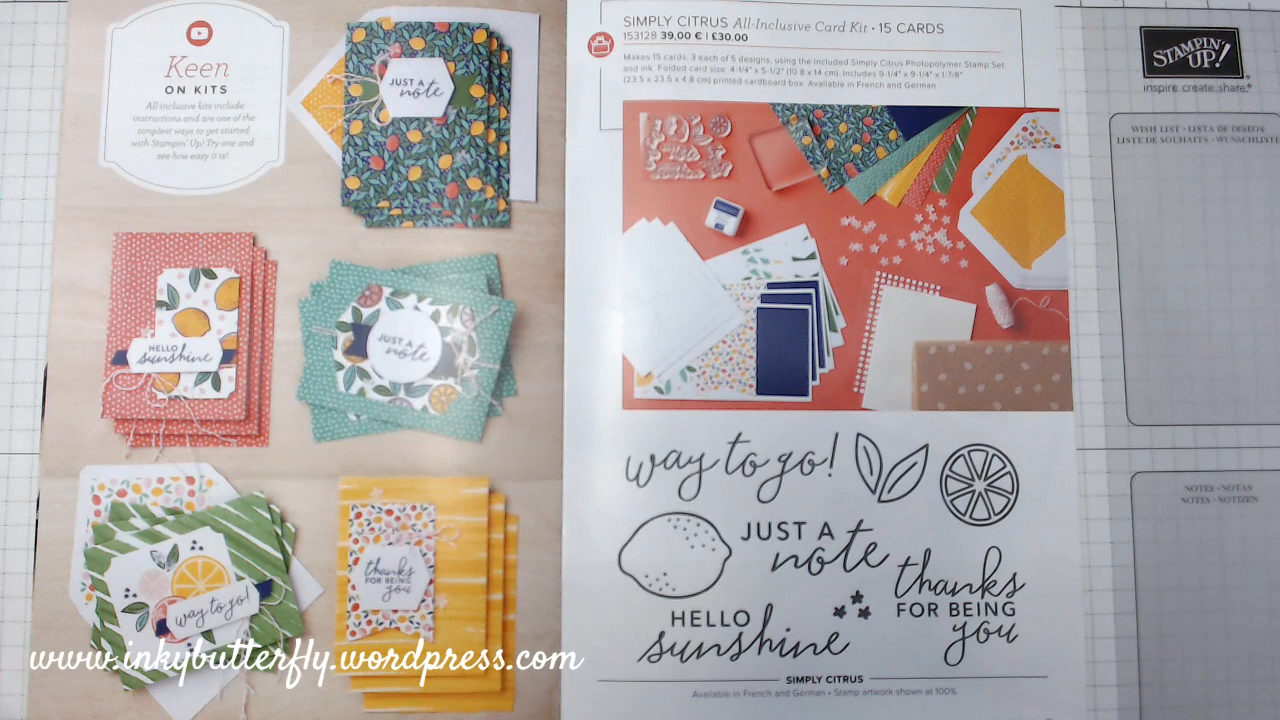 Keen
ON KITS
All-inclusive kits include
instructions and are one of the
simplest ways to get started
with Stampin' Up! Try one and
see how easy it is!
JUST A
note
HELLO
sunshine
JUST A
note
way to go!
thanks
FOR BEING
you
www.inkybutterfly.wordpress.com
SIMPLY CITRUS All-Inclusive Card Kit • 15 CARDS
153128 39,00 € | £30.00
Makes 15 cards, 3 each of 5 designs, using the included Simply Citrus Photopolymer Stamp Set
and ink. Folded card size: 4-1/4" x 5-1/2" (10.8 x 14 cm). Includes 9-1/4" x 9-1/4" x 1-7/8"
(23.5 x 23.5 x 4.8 cm) printed cardboard box. Available in French and German
way to go!
JUST A
note
thanks
FOR BEING
you
HELLO
sunshine
SIMPLY CITRUS
Available in French and German • Stamp artwork shown at 100%
STAMPIN'
UP!
inspire. create. share.®
WISH LIST • LISTA DE DESEOS
LISTE DE SOUHAITS • WUNSCHLIST
NOTES • NOTAS
NOTES • NOTIZEN